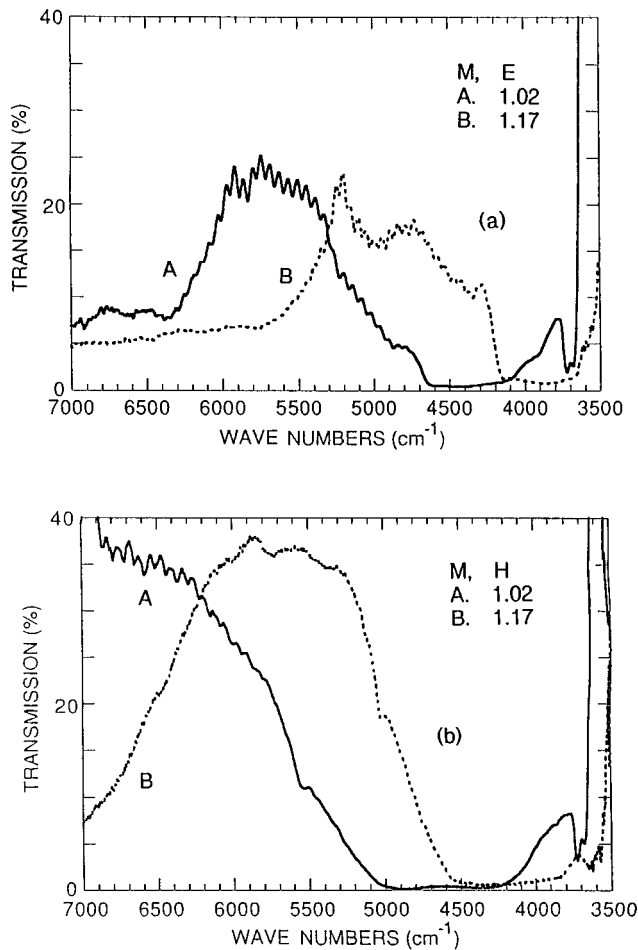 40
20
0
TRANSMISSION (%)
M, E
A. 1.02
B. 1.17
(a)
A
B
7000 6500 6000 5500 5000 4500 4000 3500
WAVE NUMBERS (cm-1)
40
20
0
TRANSMISSION (%)
M, H
A. 1.02
B. 1.17
(b)
A
B
7000 6500 6000 5500 5000 4500 4000 3500
WAVE NUMBERS (cm-1)